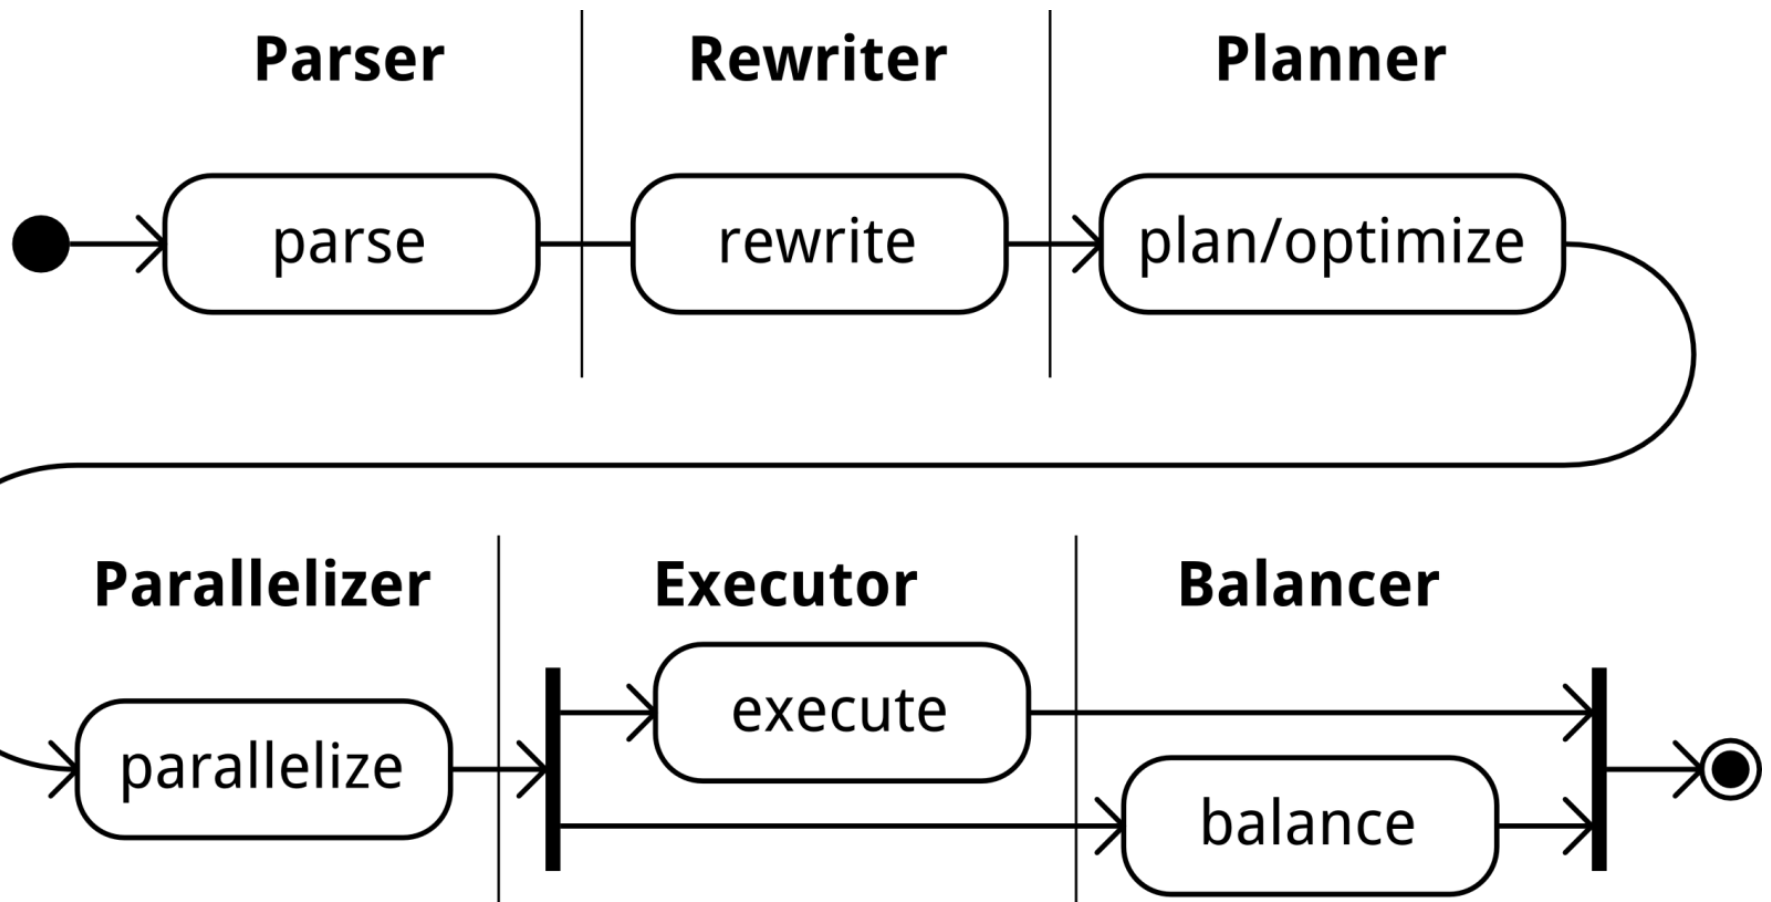 Parser Rewriter Planner
parse rewrite plan/optimize
Parallelizer Executor Balancer
execute
parallelize
balance